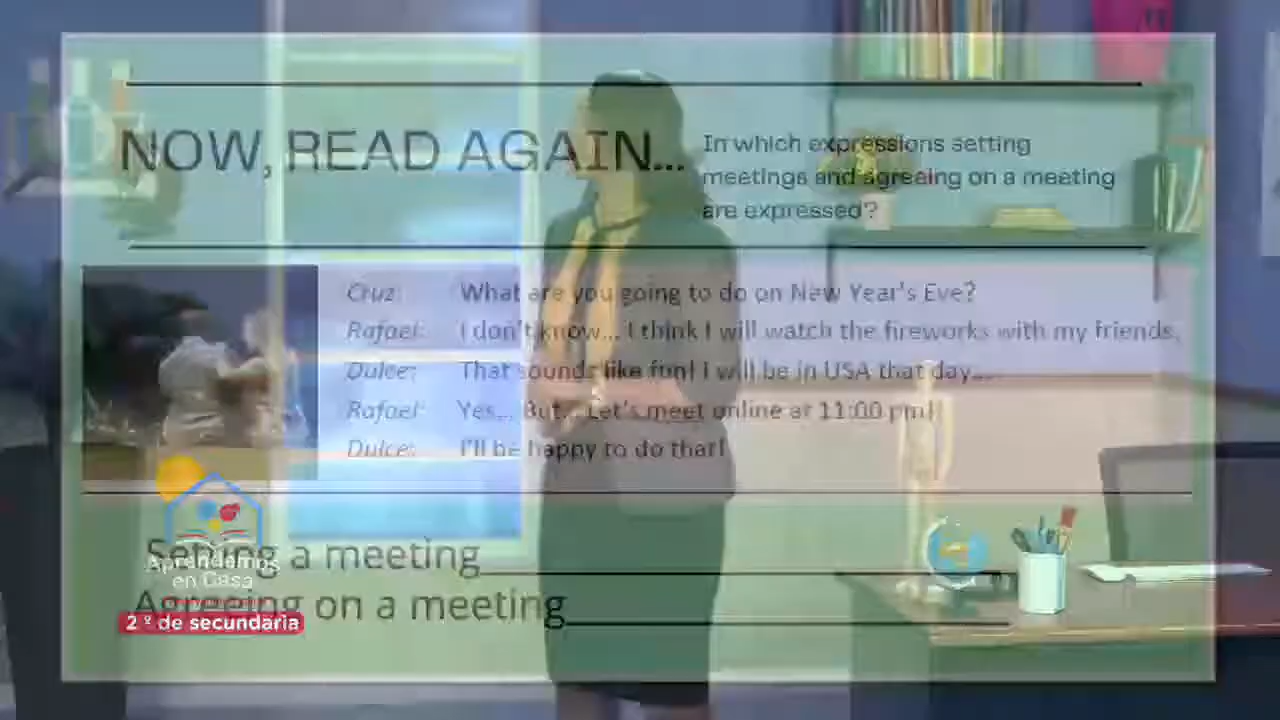 NOW, READ AGAIN...
In which expressions setting
meetings and agreeing on a meeting
are expressed?
Cruz: What are you going to do on New Year's Eve?
Rafael: I don't know... I think I will watch the fireworks with my friends.
Dulce: That sounds like fun! I will be in USA that day....
Rafael: Yes... But... Let's meet online at 11:00 pm!
Dulce: I'll be happy to do that!
Setting a meeting
Agreeing on a meeting
Aprendemos
en Casa
2º de secundaria